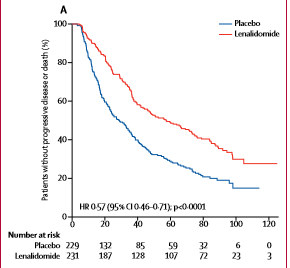 A
Placebo
Lenalidomide
Patients without progressive disease or death (%)
100
80
60
40
20
0
HR 0·57 (95% CI 0·46–0·71); p<0·0001
0 20 40 60 80 100 120
Number at risk
Placebo 229 132 85 59 32 6 0
Lenalidomide 231 187 128 107 72 23 3